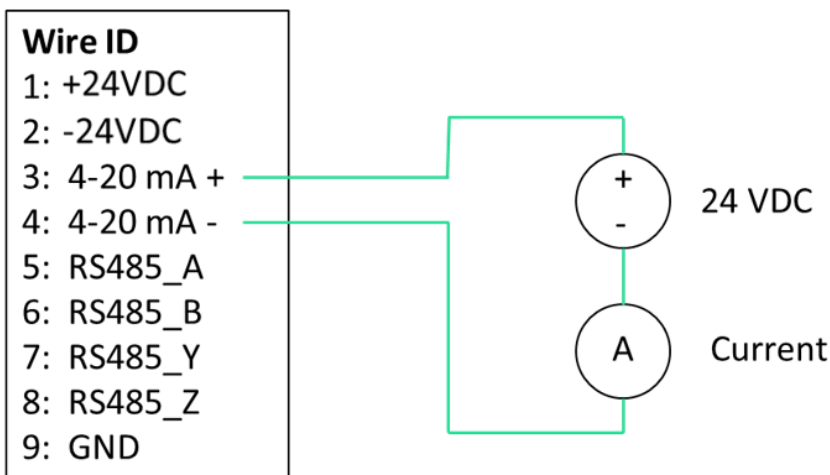 Wire ID
1: +24VDC
2: -24VDC
3: 4-20 mA +
4: 4-20 mA -
5: RS485_A
6: RS485_B
7: RS485_Y
8: RS485_Z
9: GND
+
-
24 VDC
A
Current